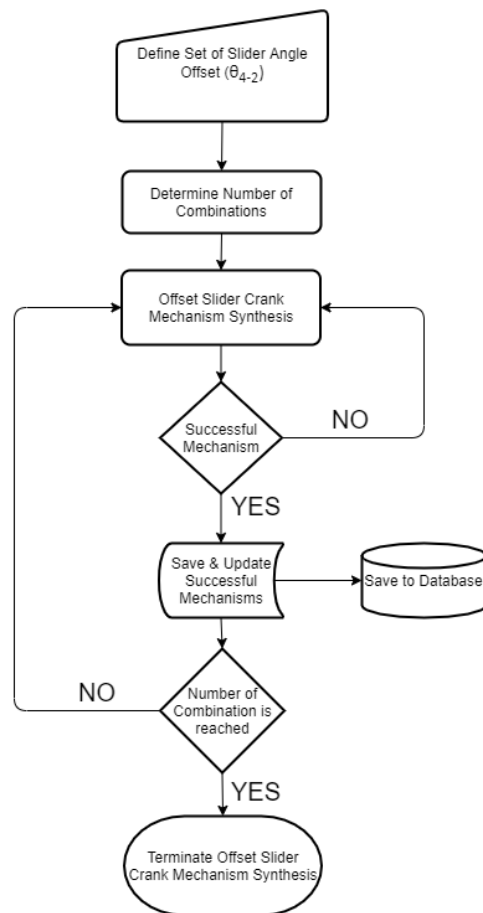 Define Set of Slider Angle
Offset (θ4-2)
Determine Number of
Combinations
Offset Slider Crank
Mechanism Synthesis
Successful
Mechanism
NO
YES
Save & Update
Successful
Mechanisms
Save to Database
NO
Number of
Combination is
reached
YES
Terminate Offset Slider
Crank Mechanism Synthesis